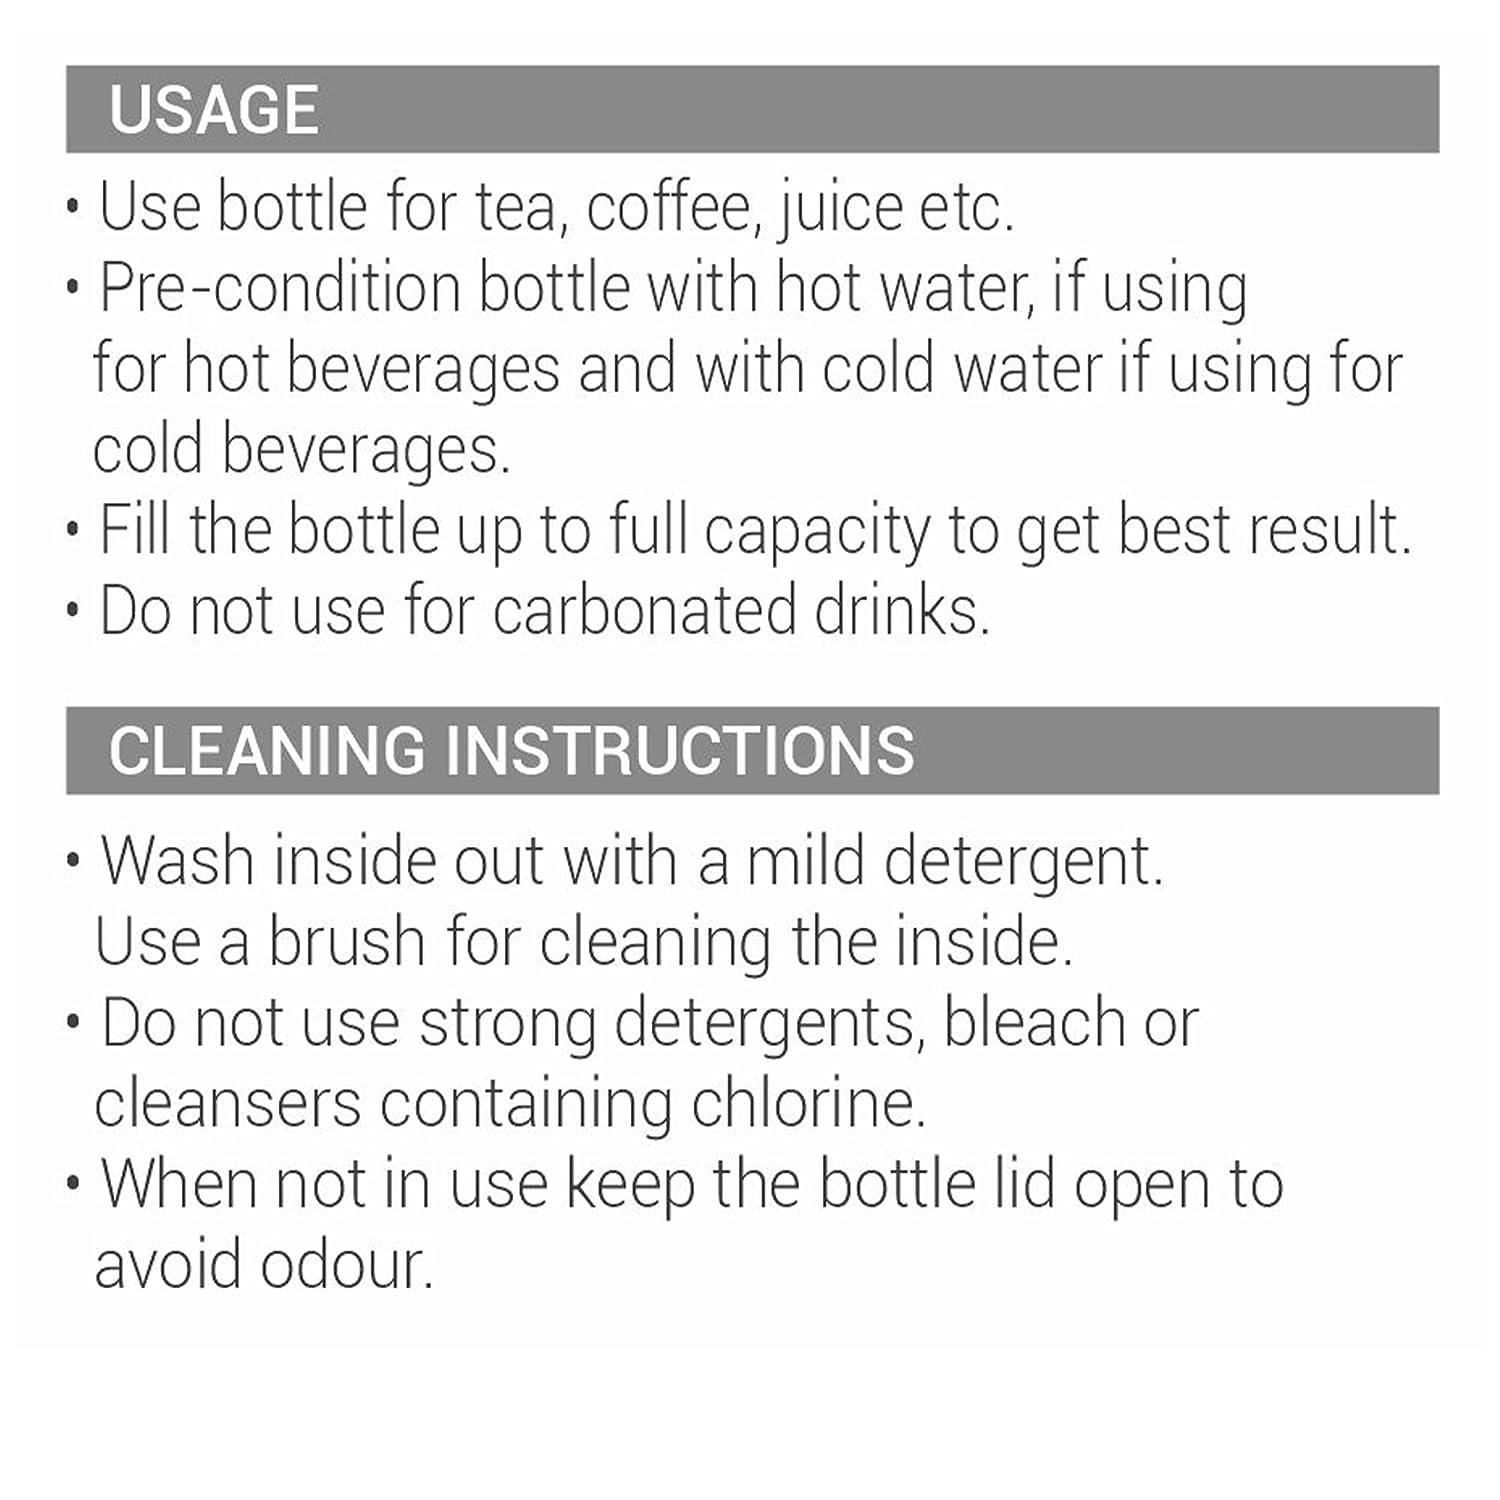 USAGE
• Use bottle for tea, coffee, juice etc.
• Pre-condition bottle with hot water, if using
for hot beverages and with cold water if using for
cold beverages.
• Fill the bottle up to full capacity to get best result.
• Do not use for carbonated drinks.
CLEANING INSTRUCTIONS
• Wash inside out with a mild detergent.
Use a brush for cleaning the inside.
• Do not use strong detergents, bleach or
cleansers containing chlorine.
• When not in use keep the bottle lid open to
avoid odour.